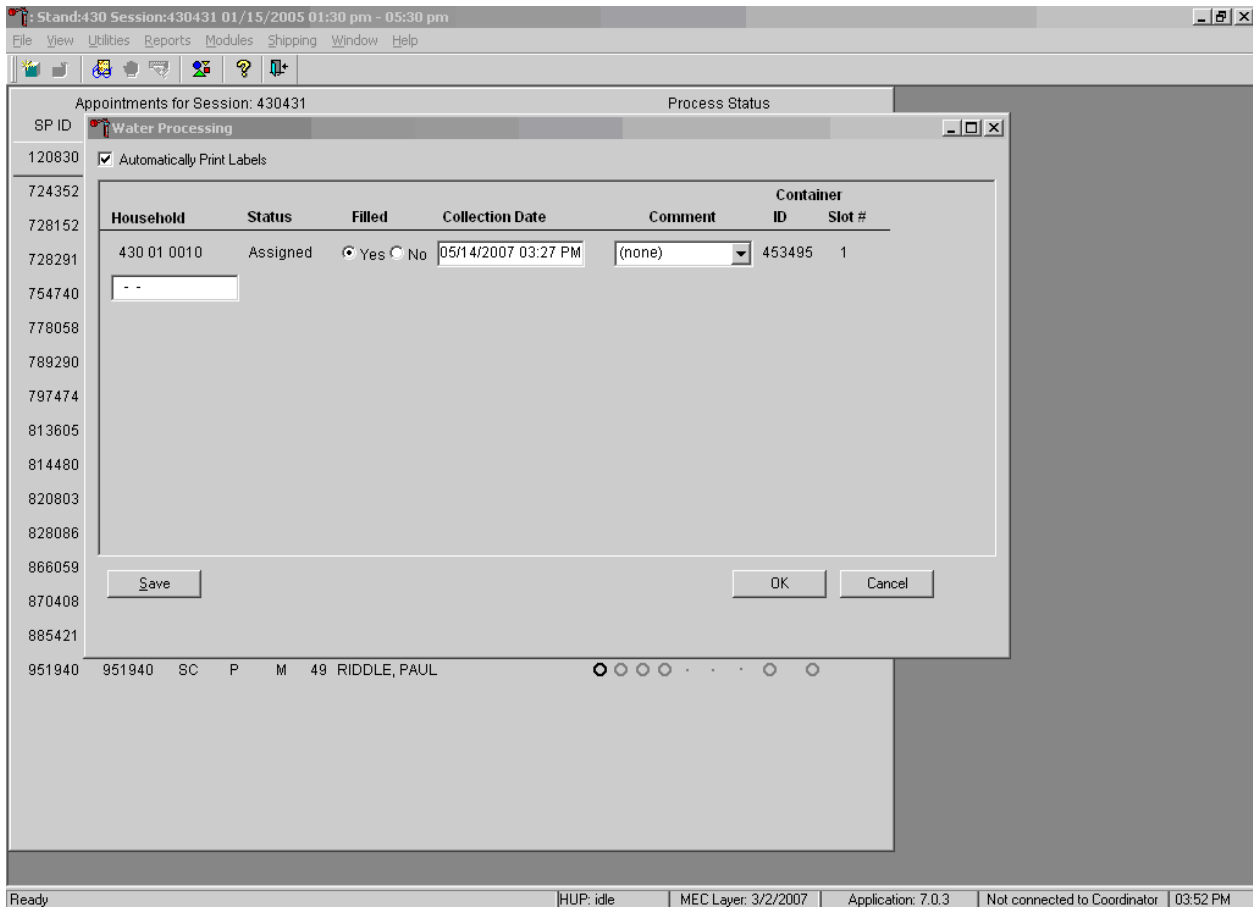 : Stand:430 Session:430431 01/15/2005 01:30 pm - 05:30 pm
File View Utilities Reports Modules Shipping Window Help
Appointments for Session: 430431 Process Status
SP ID Water Processing
120830 Automatically Print Labels
724352 Container
728152 Household Status Filled Collection Date Comment ID Slot #
728291 430 01 0010 Assigned Yes No 05/14/2007 03:27 PM (none) 453495 1
754740 - -
778058
789290
797474
813605
814480
820803
828086
866059
Save OK Cancel
870408
885421
951940 951940 SC P M 49 RIDDLE, PAUL
Ready HUP: idle MEC Layer: 3/2/2007 Application: 7.0.3 Not connected to Coordinator 03:52 PM